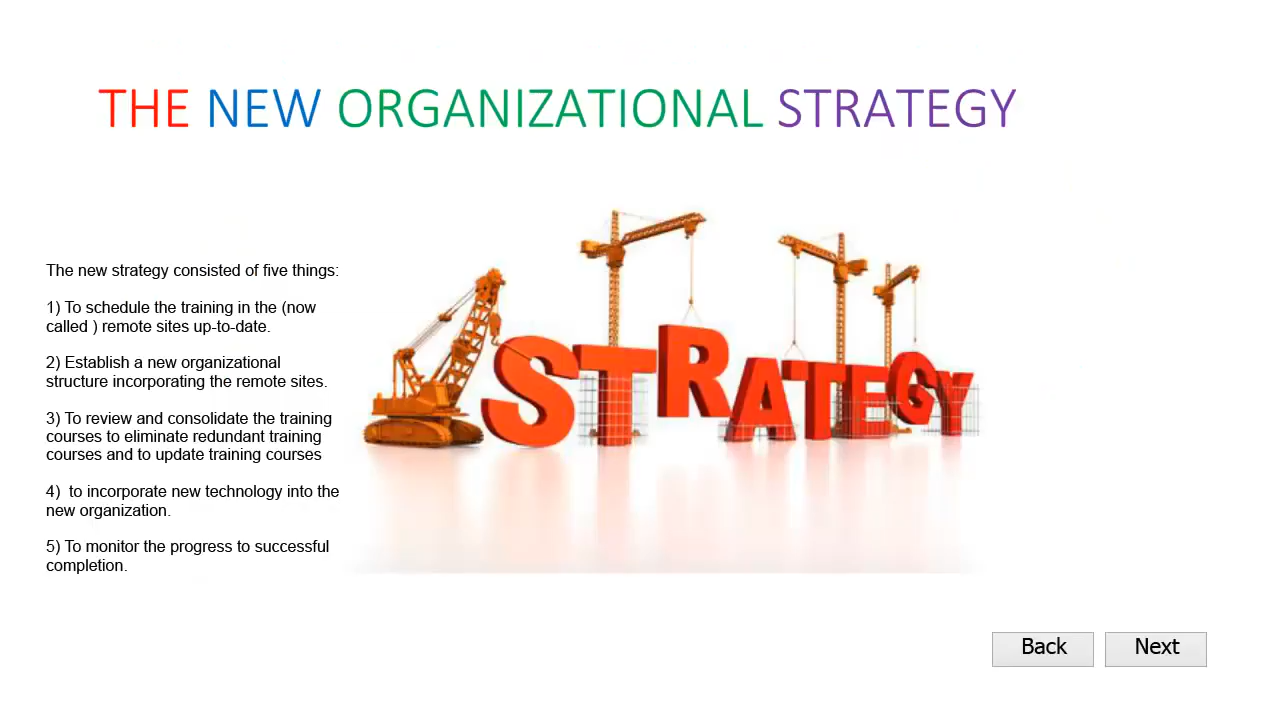 THE NEW ORGANIZATIONAL STRATEGY
The new strategy consisted of five things:
1) To schedule the training in the (now
called ) remote sites up-to-date.
2) Establish a new organizational
structure incorporating the remote sites.
3) To review and consolidate the training
courses to eliminate redundant training
courses and to update training courses
4)  to incorporate new technology into the
new organization.
5) To monitor the progress to successful
completion.
STRATEGY
Back
Next